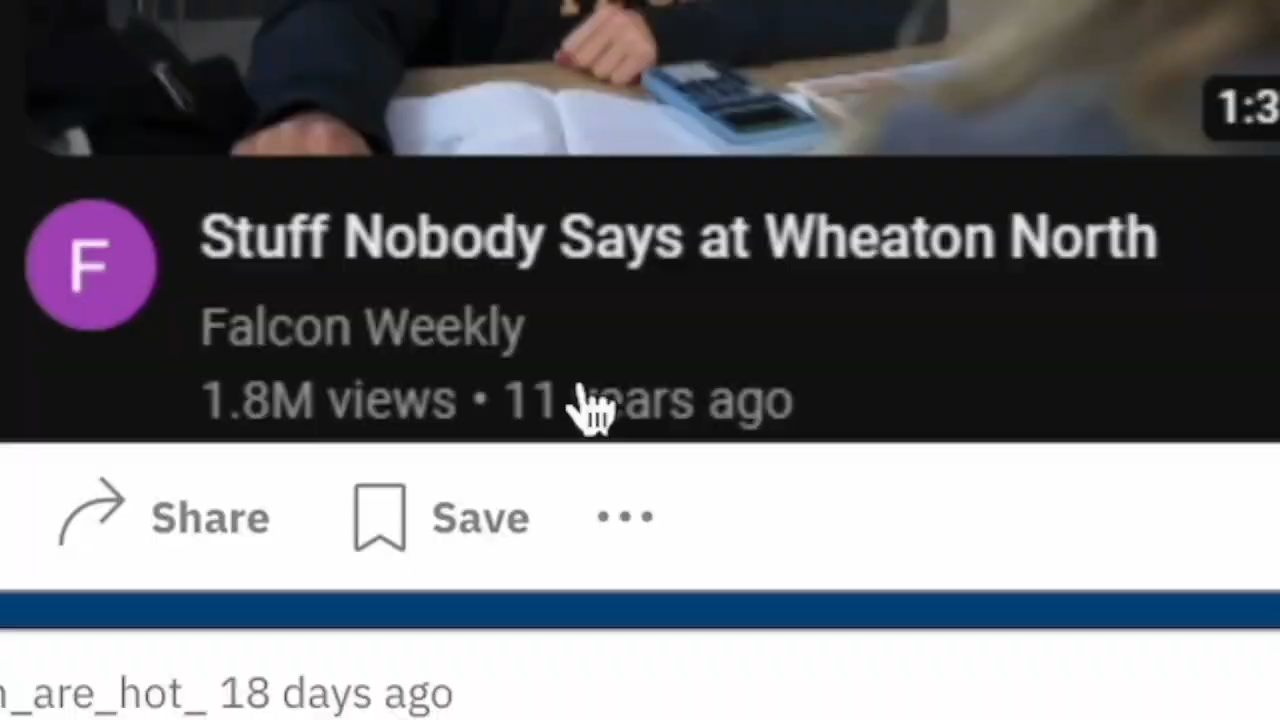 1:3
F
Stuff Nobody Says at Wheaton North
Falcon Weekly
1.8M views • 11 years ago
Share Save •••
_are_hot_ 18 days ago